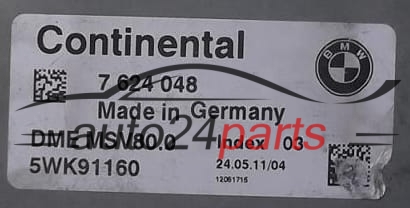 Continental
BMW
7 624 048
Made in Germany
auto24parts
DME MSV80.0 Index 03
5WK91160
24.05.11/04
12061715